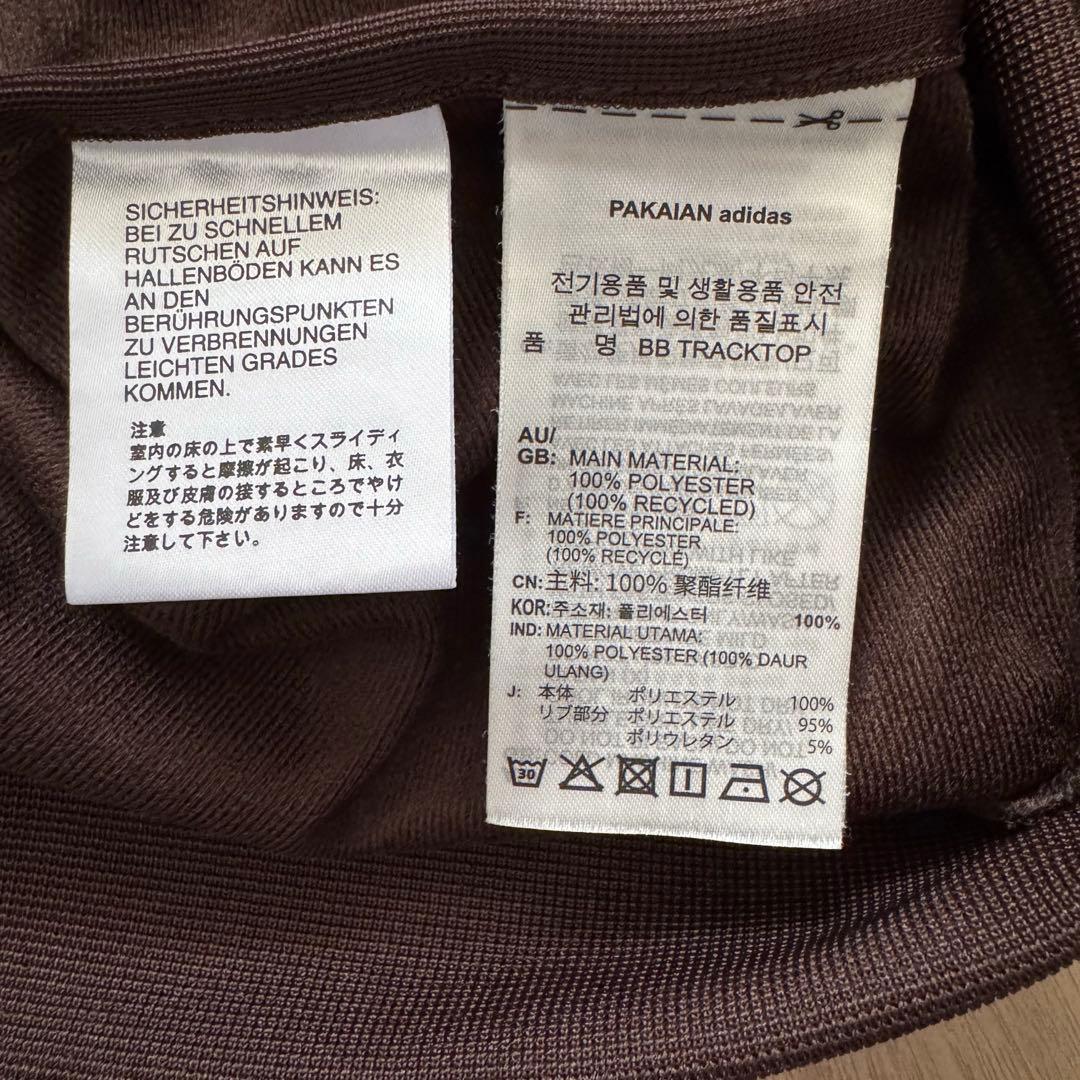 SICHERHEITSHINWEIS:
BEI ZU SCHNELLEM
RUTSCHEN AUF
HALLENBÖDEN KANN ES
AN DEN
BERÜHRUNGSPUNKTEN
ZU VERBRENNUNGEN
LEICHTEN GRADES
KOMMEN.
注意
室内の床の上で素早くスライディ
ングすると摩擦が起こり、床、衣
服及び皮膚の接するところでやけ
どをする危険がありますので十分
注意して下さい。
PAKAIAN adidas
전기용품 및 생활용품 안전
관리법에 의한 품질표시
품 명 BB TRACKTOP
AU/
GB: MAIN MATERIAL:
100% POLYESTER
(100% RECYCLED)
F: MATIERE PRINCIPALE:
100% POLYESTER
(100% RECYCLÉ)
CN: 主料: 100% 聚酯纤维
KOR: 주소재: 폴리에스터 100%
IND: MATERIAL UTAMA:
100% POLYESTER (100% DAUR
ULANG)
J: 本体 ポリエステル 100%
リブ部分 ポリエステル 95%
ポリウレタン 5%
30